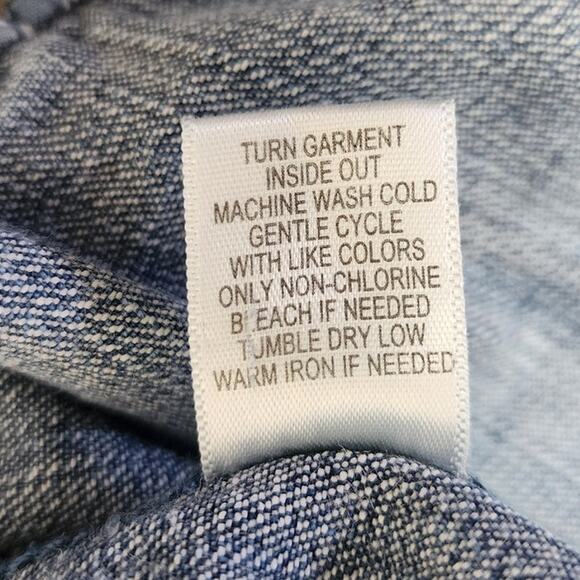 TURN GARMENT
INSIDE OUT
MACHINE WASH COLD
GENTLE CYCLE
WITH LIKE COLORS
ONLY NON-CHLORINE
BLEACH IF NEEDED
TUMBLE DRY LOW
WARM IRON IF NEEDED